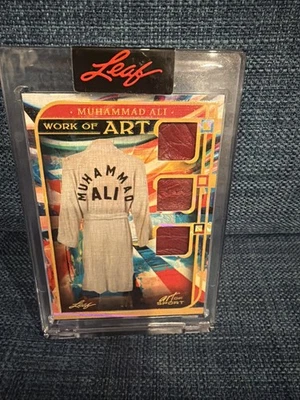 Leaf
MUHAMMAD ALI
WORK OF ART
MUHAMMAD
ALI
Leaf
art OF
SPORT